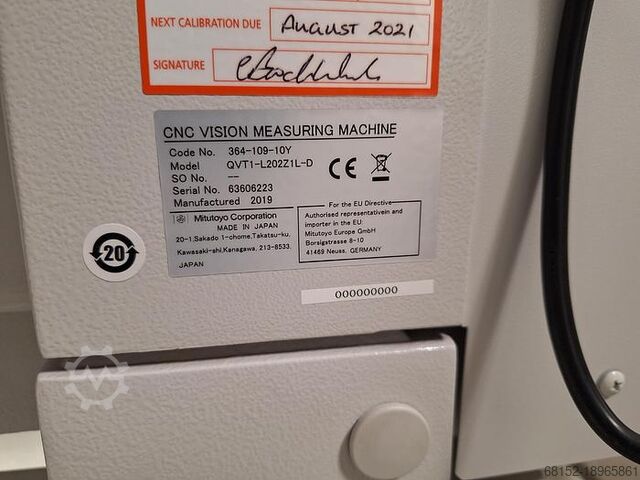 NEXT CALIBRATION DUE August 2021
SIGNATURE
CNC VISION MEASURING MACHINE
Code No. 364-109-10Y
Model QVT1-L202Z1L-D
SO No. --
Serial No. 63606223
Manufactured 2019
CE
Mitutoyo Corporation
MADE IN JAPAN
20-1,Sakado 1-chome,Takatsu-ku,
Kawasaki-shi,Kanagawa, 213-8533,
JAPAN
For the EU Directive
Authorised representativein and
importer in the EU:
Mitutoyo Europe GmbH
Borsigstrasse 8-10
41469 Neuss, GERMANY
20
000000000
68152-18965861